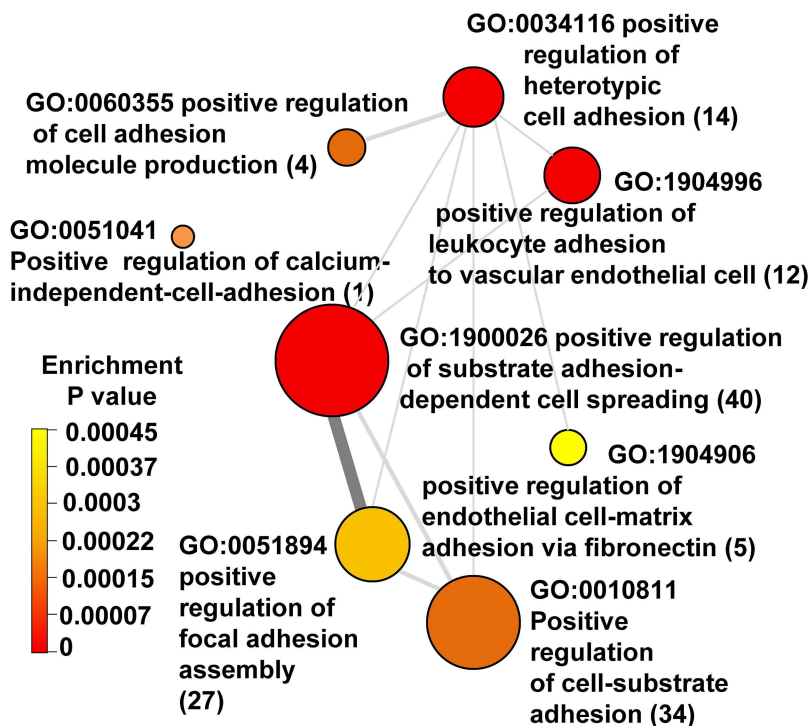 GO:0034116 positive
regulation of
heterotypic
cell adhesion (14)
GO:0060355 positive regulation
of cell adhesion
molecule production (4)
GO:1904996
positive regulation of
leukocyte adhesion
to vascular endothelial cell (12)
GO:0051041
Positive regulation of calcium-
independent-cell-adhesion (1)
GO:1900026 positive regulation
of substrate adhesion-
dependent cell spreading (40)
Enrichment
P value
0.00045
0.00037
0.0003
0.00022
0.00015
0.00007
0
GO:1904906
positive regulation of
endothelial cell-matrix
adhesion via fibronectin (5)
GO:0051894
positive
regulation of
focal adhesion
assembly
(27)
GO:0010811
Positive
regulation
of cell-substrate
adhesion (34)